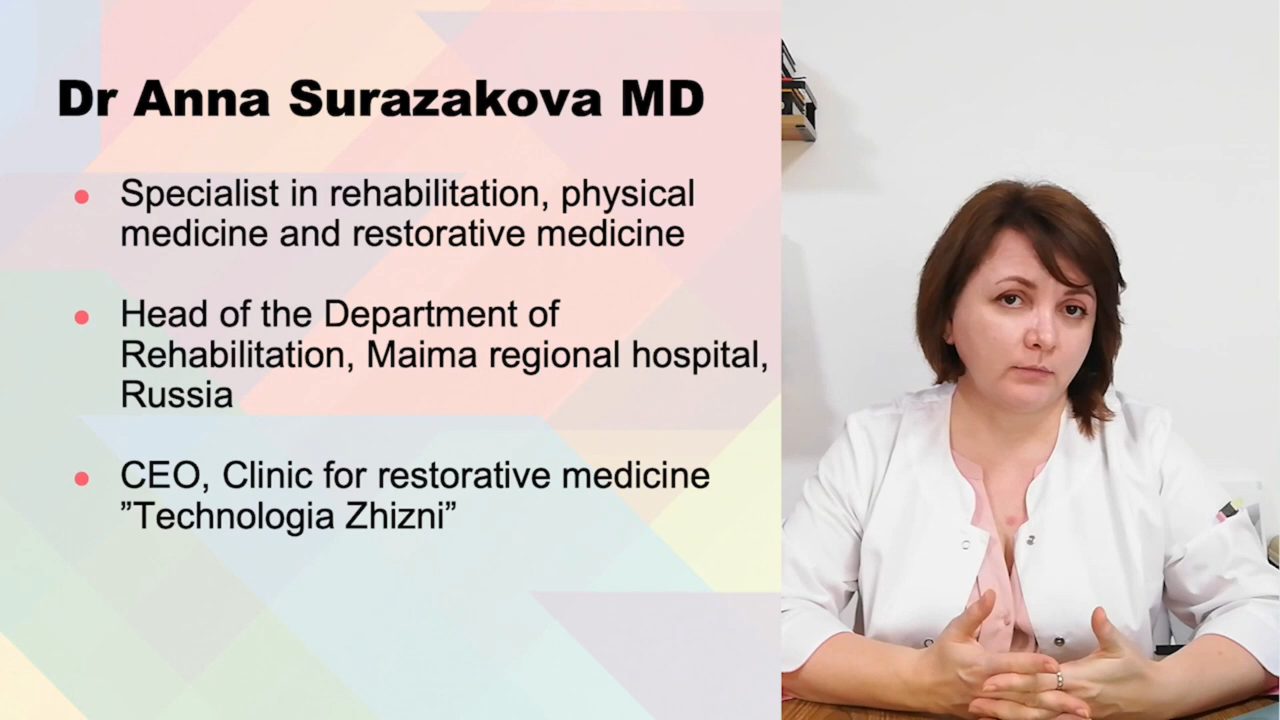 Dr Anna Surazakova MD
Specialist in rehabilitation, physical
medicine and restorative medicine
Head of the Department of
Rehabilitation, Maima regional hospital,
Russia
CEO, Clinic for restorative medicine
”Technologia Zhizni”